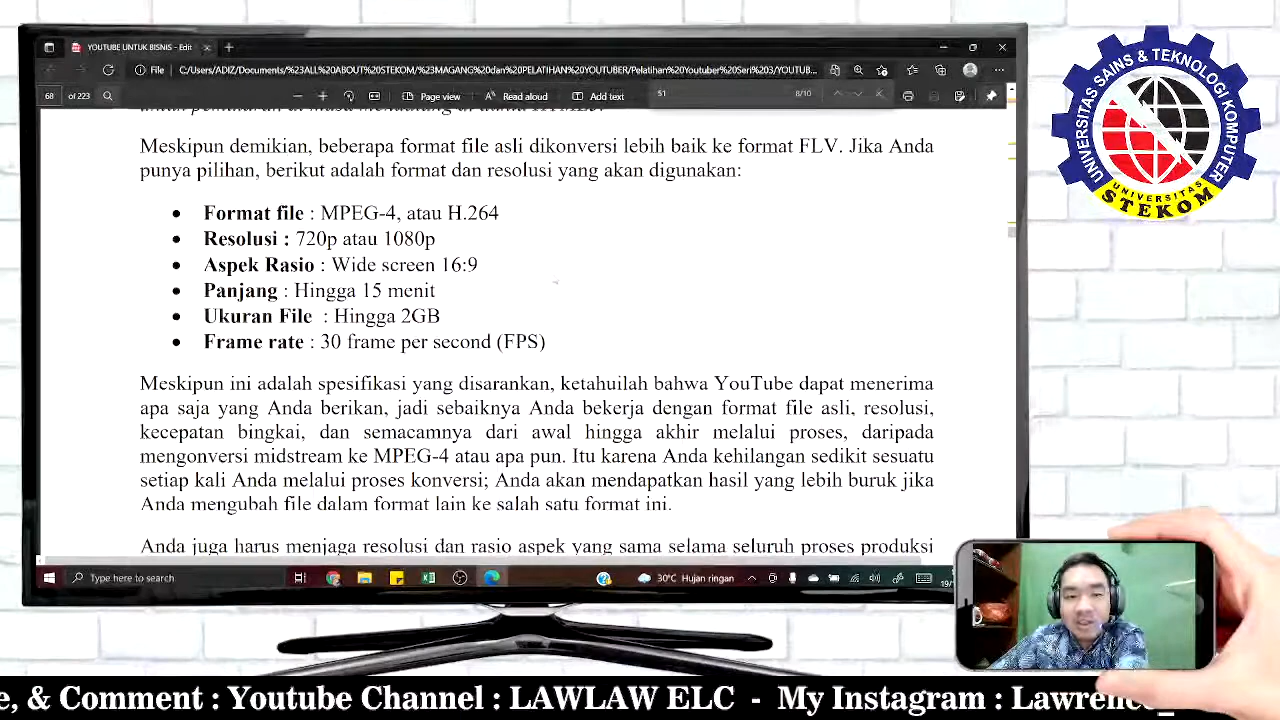 YOUTUBE UNTUK BISNIS - Edit
File
C:/Users/ADIZ/Documents/%23ALL%20ABOUT%20STEKOM/%23MAGANG%20dan%20PELATIHAN%20YOUTUBER/Pelatihan%20Youtuber%20Seri%203/YOUTUB...
68 of 223
Page view
Read aloud
Add text
51
8/10
Meskipun demikian, beberapa format file asli dikonversi lebih baik ke format FLV. Jika Anda
punya pilihan, berikut adalah format dan resolusi yang akan digunakan:
• Format file : MPEG-4, atau H.264
• Resolusi : 720p atau 1080p
• Aspek Rasio : Wide screen 16:9
• Panjang : Hingga 15 menit
• Ukuran File : Hingga 2GB
• Frame rate : 30 frame per second (FPS)
Meskipun ini adalah spesifikasi yang disarankan, ketahuilah bahwa YouTube dapat menerima
apa saja yang Anda berikan, jadi sebaiknya Anda bekerja dengan format file asli, resolusi,
kecepatan bingkai, dan semacamnya dari awal hingga akhir melalui proses, daripada
mengonversi midstream ke MPEG-4 atau apa pun. Itu karena Anda kehilangan sedikit sesuatu
setiap kali Anda melalui proses konversi; Anda akan mendapatkan hasil yang lebih buruk jika
Anda mengubah file dalam format lain ke salah satu format ini.
Anda juga harus menjaga resolusi dan rasio aspek yang sama selama seluruh proses produksi
Type here to search
30°C Hujan ringan
19/
UNIVERSITAS SAINS & TEKNOLOGI KOMPUTER
UNIVERSITAS
STEKOM
e, & Comment : Youtube Channel : LAWLAW ELC - My Instagram : Lawrence_